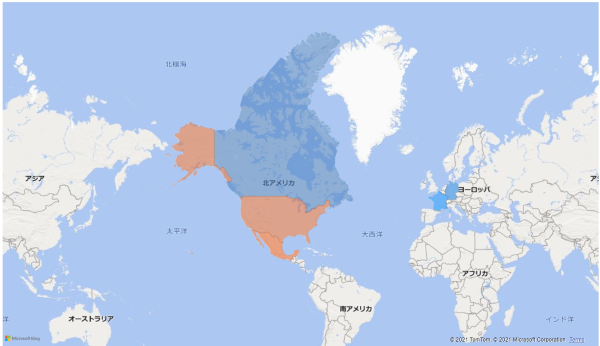 北極海
アジア
北アメリカ
ヨーロッパ
太平洋
大西洋
アフリカ
南アメリカ
オーストラリア
インド洋
Microsoft Bing
© 2021 TomTom, © 2021 Microsoft Corporation Terms